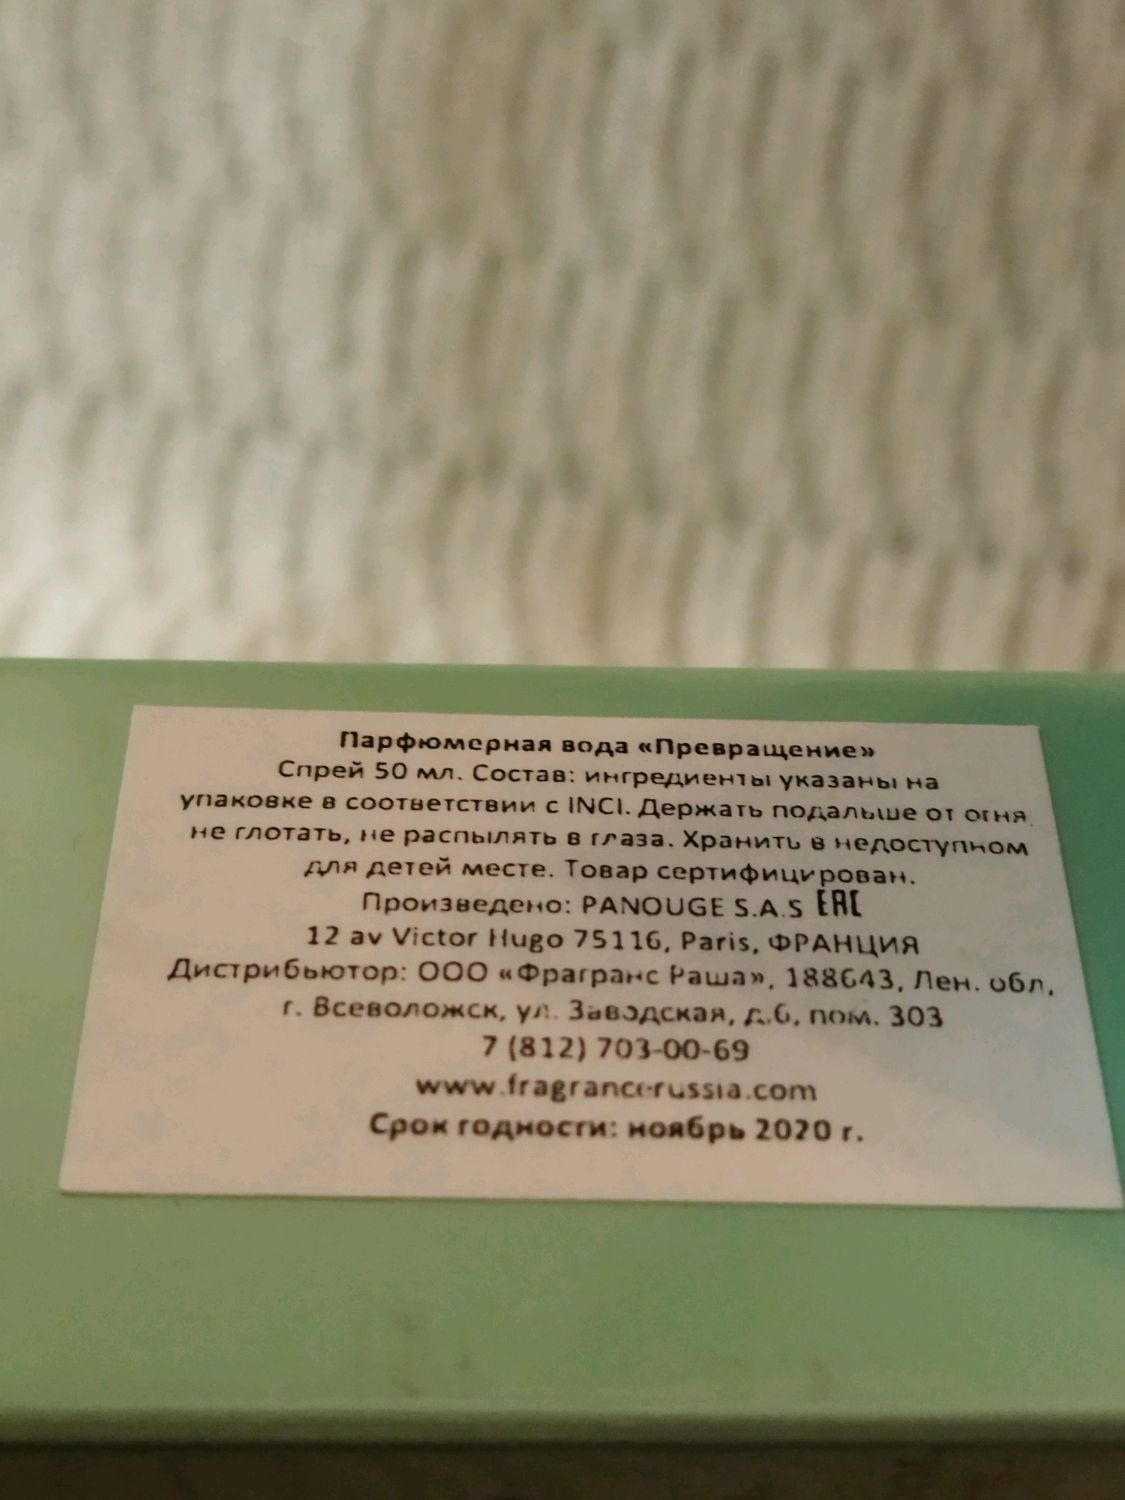 Парфюмерная вода «Превращение»
Спрей 50 мл. Состав: ингредиенты указаны на
упаковке в соответствии с INCI. Держать подальше от огня,
не глотать, не распылять в глаза. Хранить в недоступном
для детей месте. Товар сертифицирован.
Произведено: PANOUGE S.A.S EAC
12 av Victor Hugo 75116, Paris, ФРАНЦИЯ
Дистрибьютор: ООО «Фрагранс Раша», 188643, Лен. обл,
г. Всеволожск, ул. Заводская, д.6, пом. 303
7 (812) 703-00-69
www.fragrancerussia.com
Срок годности: ноябрь 2020 г.